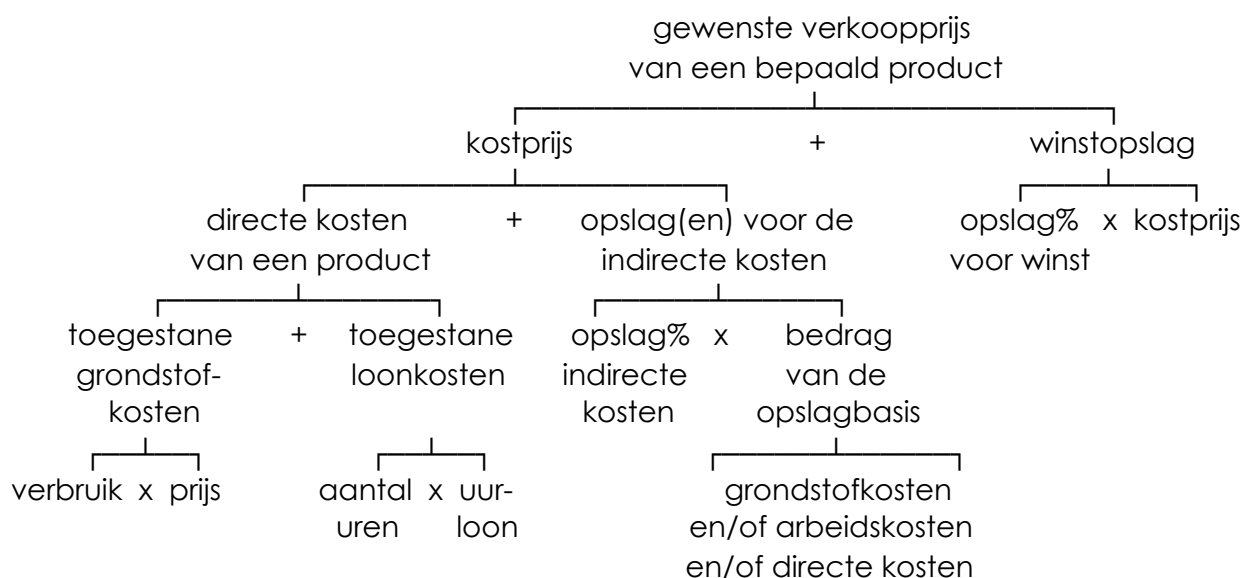 gewenste verkoopprijs
van een bepaald product
kostprijs + winstopslag
directe kosten + opslag(en) voor de opslag% x kostprijs
van een product indirecte kosten voor winst
toegestane + toegestane opslag% x bedrag
grondstof- loonkosten indirecte van de
kosten kosten opslagbasis
verbruik x prijs aantal x uur- grondstofkosten
uren loon en/of arbeidskosten
en/of directe kosten